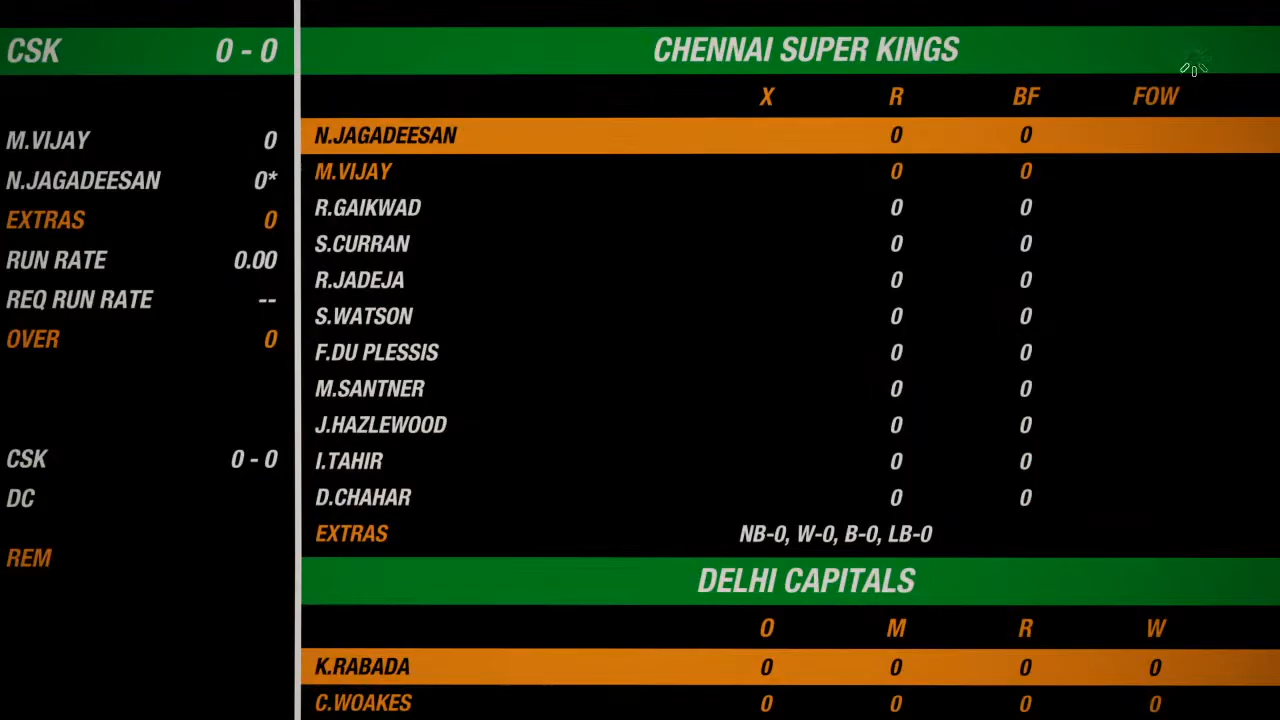 CSK 0 - 0
M.VIJAY 0
N.JAGADEESAN 0*
EXTRAS 0
RUN RATE 0.00
REQ RUN RATE --
OVER 0
CSK 0 - 0
DC
REM
CHENNAI SUPER KINGS
X R BF FOW
N.JAGADEESAN 0 0
M.VIJAY 0 0
R.GAIKWAD 0 0
S.CURRAN 0 0
R.JADEJA 0 0
S.WATSON 0 0
F.DU PLESSIS 0 0
M.SANTNER 0 0
J.HAZLEWOOD 0 0
I.TAHIR 0 0
D.CHAHAR 0 0
EXTRAS NB-0, W-0, B-0, LB-0
DELHI CAPITALS
O M R W
K.RABADA 0 0 0 0
C.WOAKES 0 0 0 0